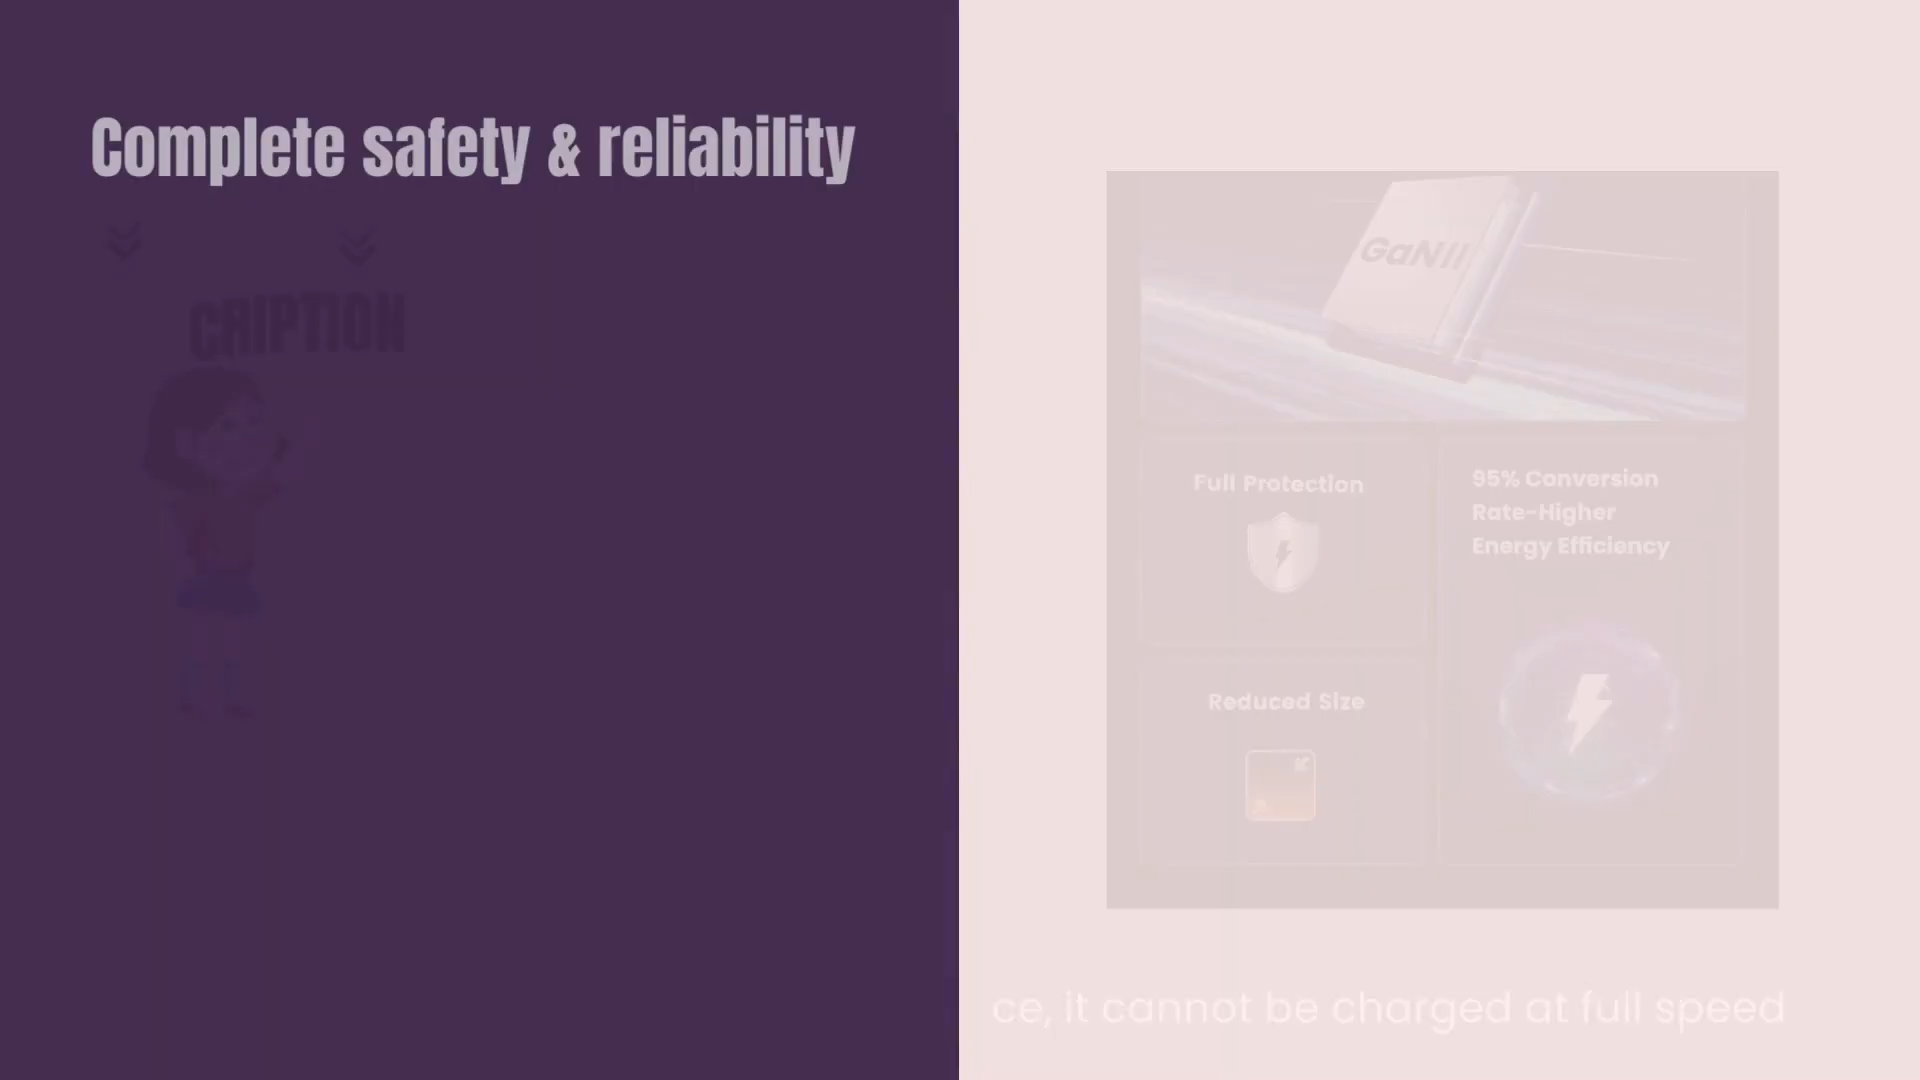 Complete safety & reliability
CRIPTION
GaNII
Full Protection
95% Conversion
Rate-Higher
Energy Efficiency
Reduced Size
ce, it cannot be charged at full speed